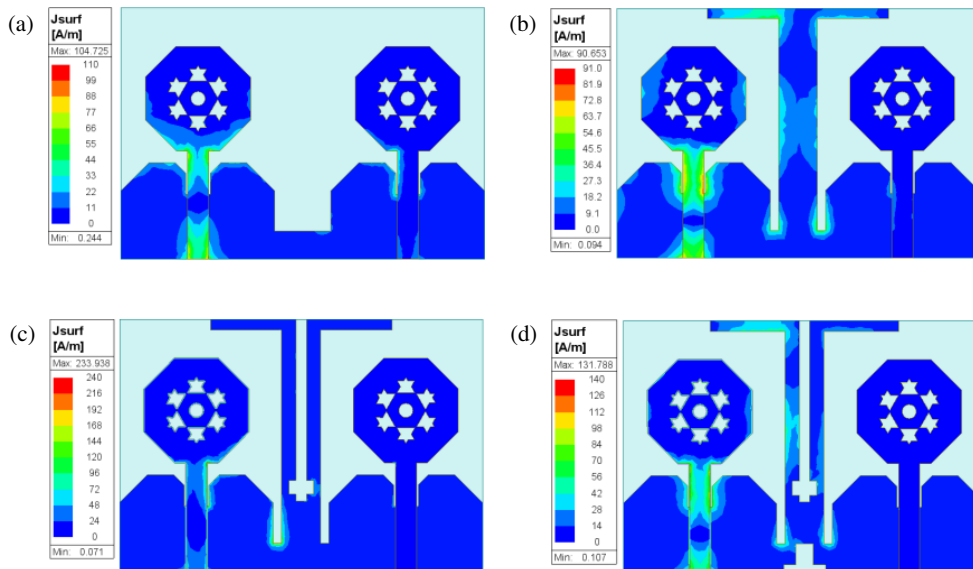 (a)
Jsurf
[A/m]
Max: 104.725
110
99
88
77
66
55
44
33
22
11
0
Min: 0.244
(b)
Jsurf
[A/m]
Max: 90.653
91.0
81.9
72.8
63.7
54.6
45.5
36.4
27.3
18.2
9.1
0.0
Min: 0.094
(c)
Jsurf
[A/m]
Max: 233.938
240
216
192
168
144
120
96
72
48
24
0
Min: 0.071
(d)
Jsurf
[A/m]
Max: 131.788
140
126
112
98
84
70
56
42
28
14
0
Min: 0.107